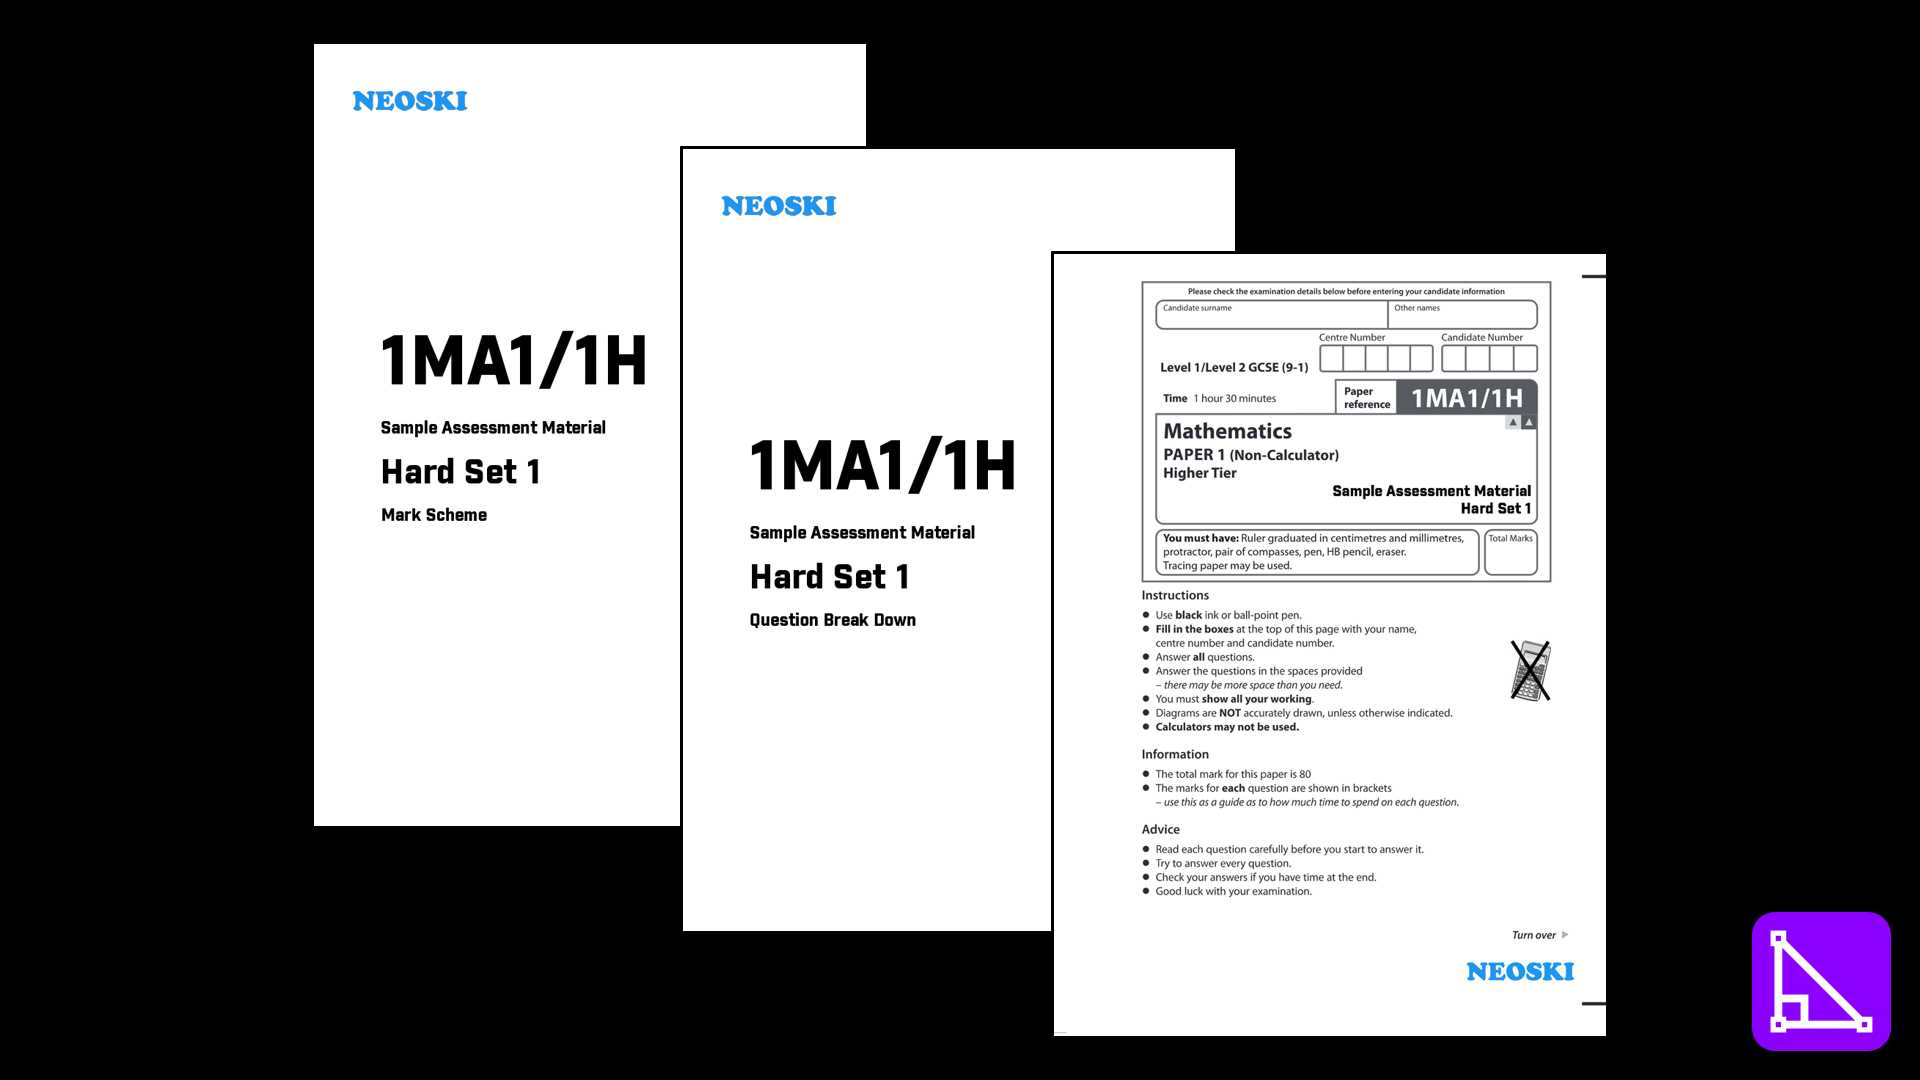 NEOSKI
1MA1/1H
Sample Assessment Material
Hard Set 1
Mark Scheme
NEOSKI
1MA1/1H
Sample Assessment Material
Hard Set 1
Question Break Down
Please check the examination details below before entering your candidate information
Candidate surname
Other names
Centre Number
Candidate Number
Level 1/Level 2 GCSE (9-1)
Time 1 hour 30 minutes
Paper
reference
1MA1/1H
Mathematics
PAPER 1 (Non-Calculator)
Higher Tier
Sample Assessment Material
Hard Set 1
You must have: Ruler graduated in centimetres and millimetres,
protractor, pair of compasses, pen, HB pencil, eraser.
Tracing paper may be used.
Total Marks
Instructions
● Use black ink or ball-point pen.
● Fill in the boxes at the top of this page with your name,
centre number and candidate number.
● Answer all questions.
● Answer the questions in the spaces provided
– there may be more space than you need.
● You must show all your working.
● Diagrams are NOT accurately drawn, unless otherwise indicated.
● Calculators may not be used.
Information
● The total mark for this paper is 80
● The marks for each question are shown in brackets
– use this as a guide as to how much time to spend on each question.
Advice
● Read each question carefully before you start to answer it.
● Try to answer every question.
● Check your answers if you have time at the end.
● Good luck with your examination.
Turn over
NEOSKI